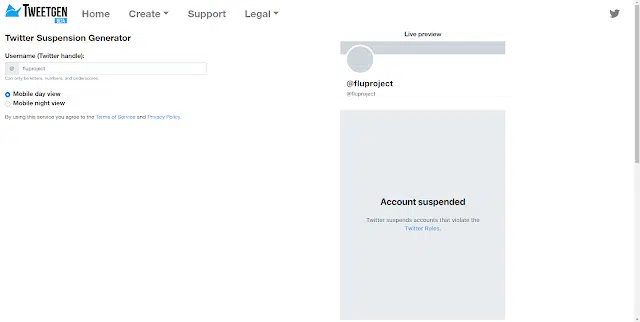 TWEETGEN
BETA
Home
Create
Support
Legal
Twitter Suspension Generator
Username (Twitter handle):
@ fluproject
Can only be letters, numbers, and underscores.
Mobile day view
Mobile night view
By using this service you agree to the Terms of Service and Privacy Policy.
Live preview
@fluproject
@fluproject
Account suspended
Twitter suspends accounts that violate the
Twitter Rules.